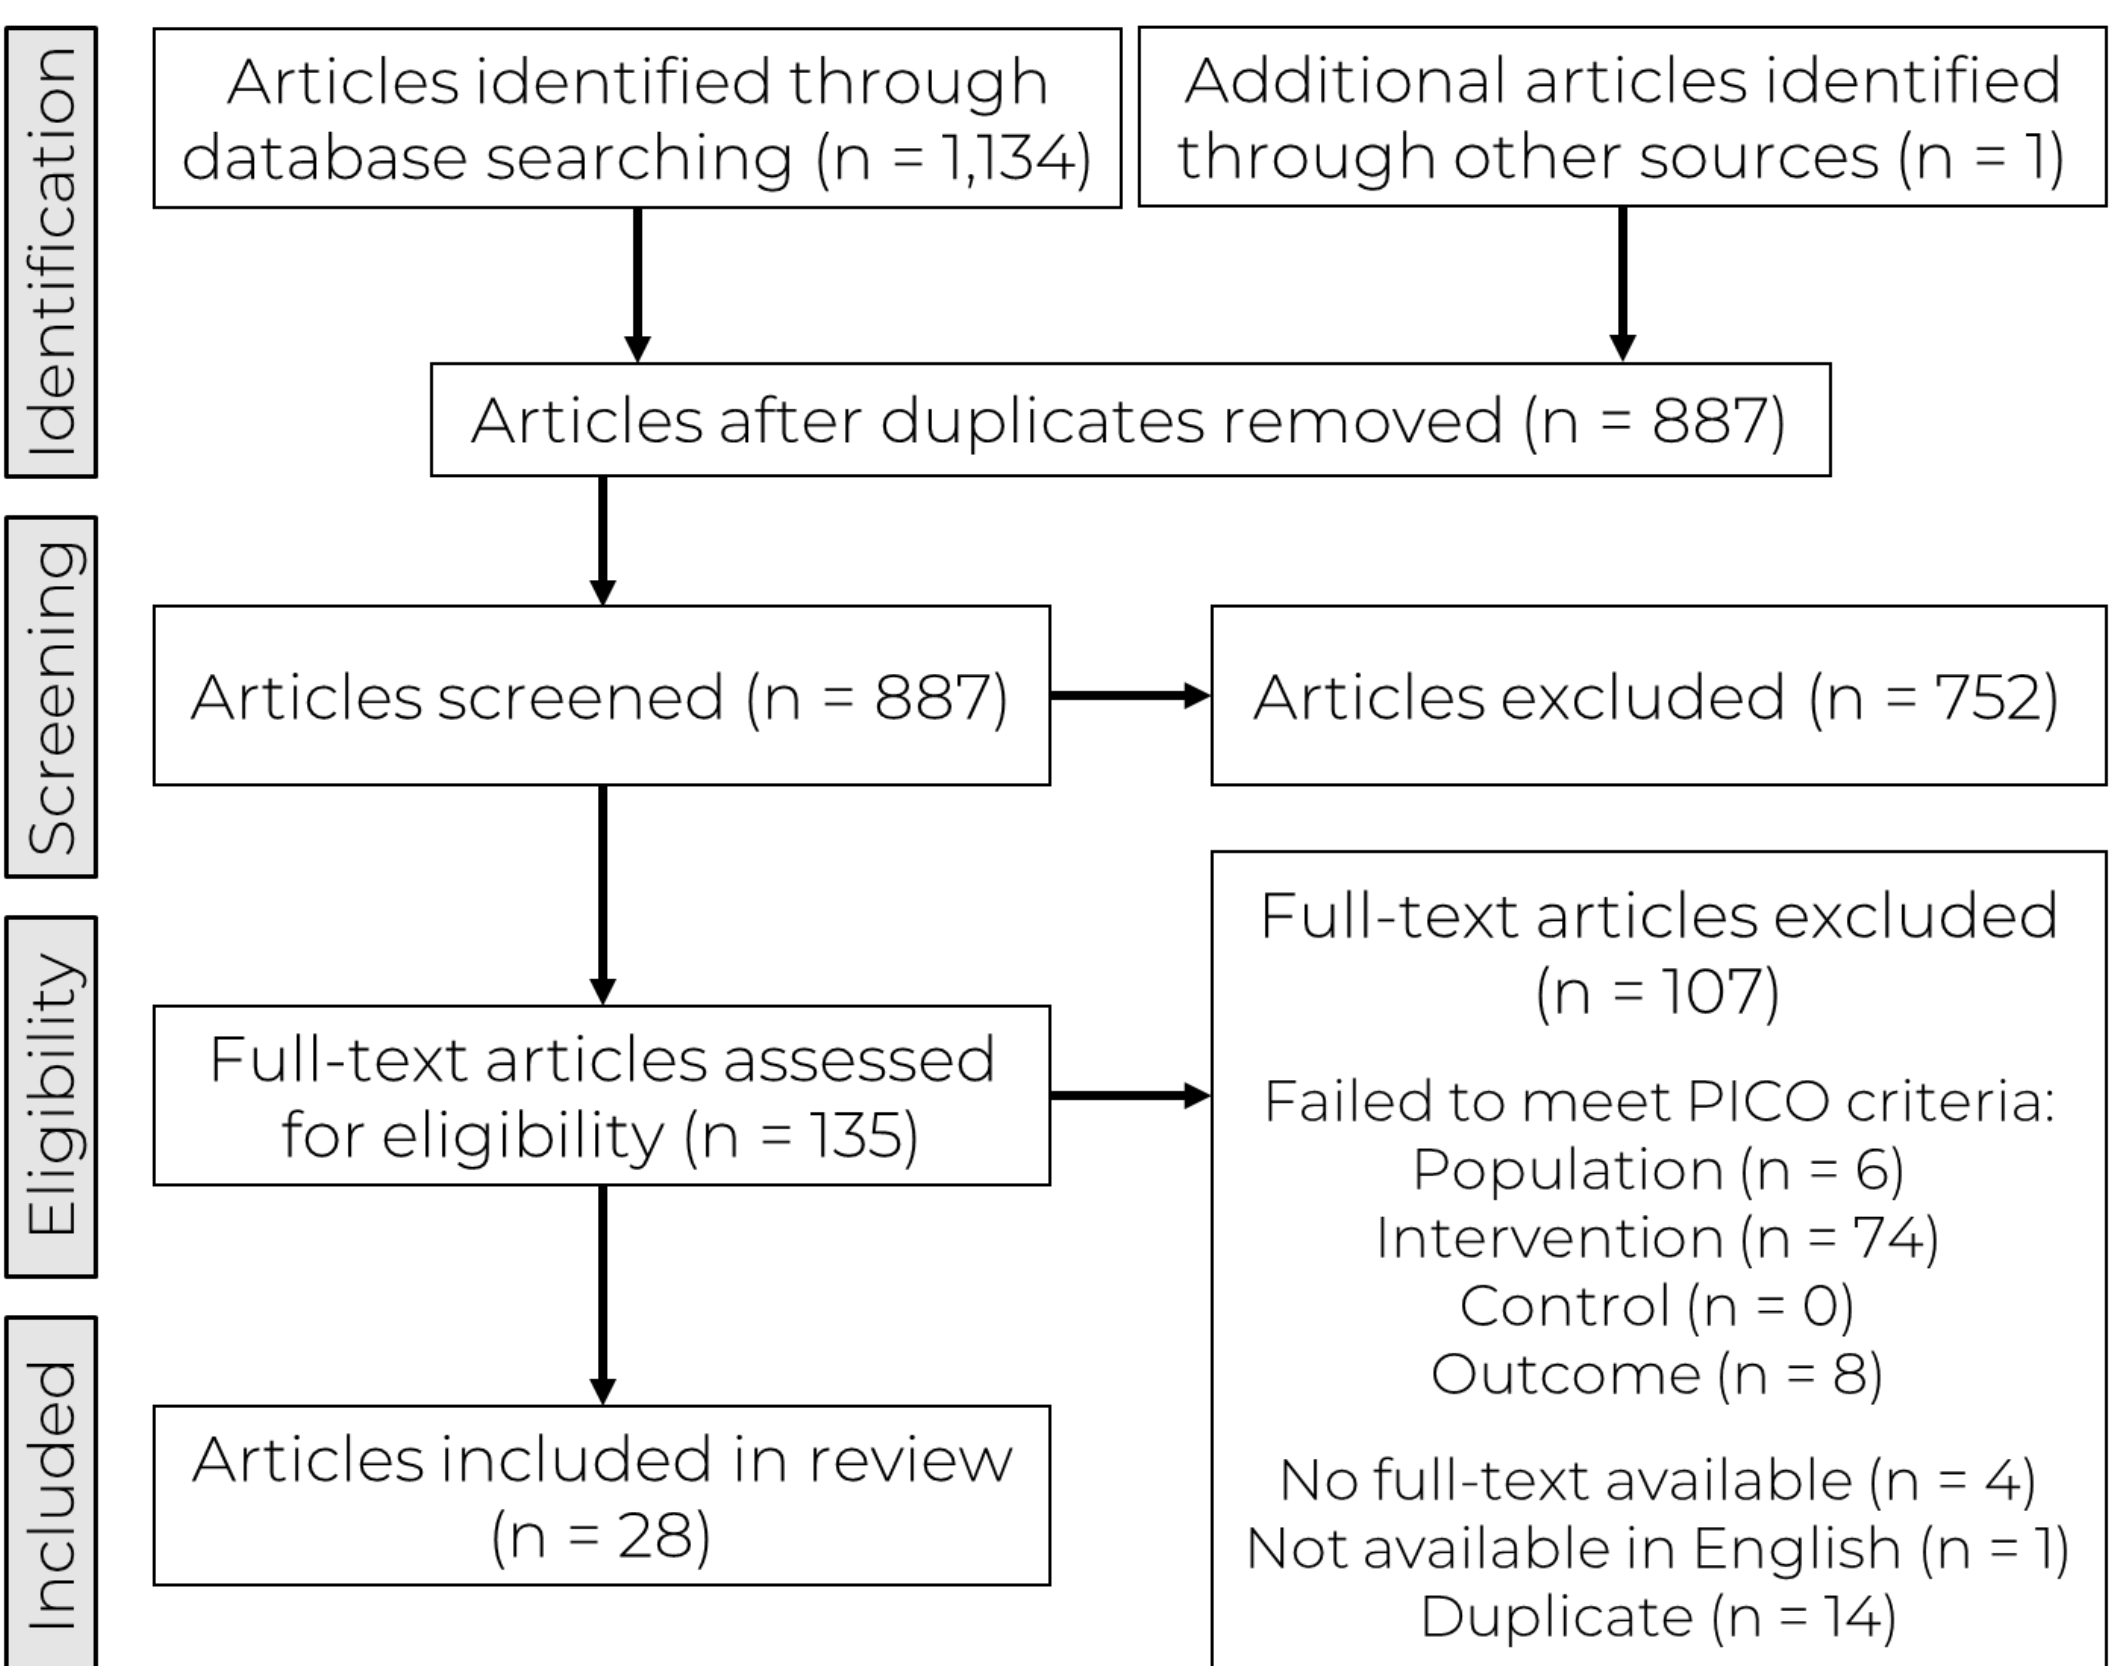 Identification
Articles identified through
database searching (n = 1,134)
Additional articles identified
through other sources (n = 1)
Articles after duplicates removed (n = 887)
Screening
Articles screened (n = 887)
Articles excluded (n = 752)
Eligibility
Full-text articles assessed
for eligibility (n = 135)
Full-text articles excluded
(n = 107)
Failed to meet PICO criteria:
Population (n = 6)
Intervention (n = 74)
Control (n = 0)
Outcome (n = 8)
No full-text available (n = 4)
Not available in English (n = 1)
Duplicate (n = 14)
Included
Articles included in review
(n = 28)